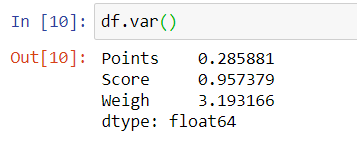 In [10]: df.var()
Out[10]: Points 0.285881
Score 0.957379
Weigh 3.193166
dtype: float64